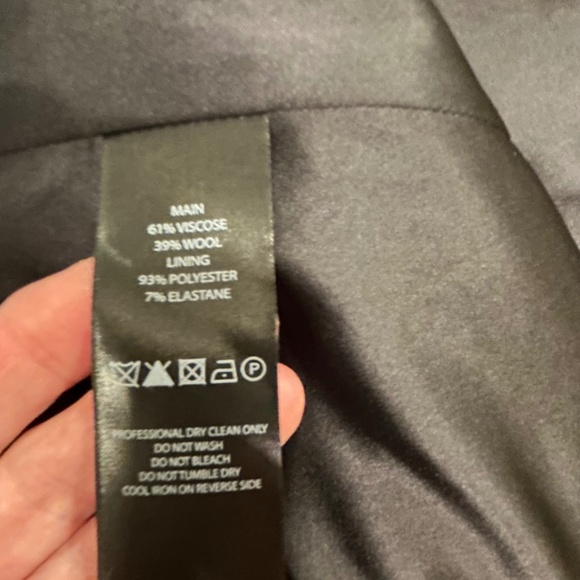 MAIN
61% VISCOSE
39% WOOL
LINING
93% POLYESTER
7% ELASTANE
P
PROFESSIONAL DRY CLEAN ONLY
DO NOT WASH
DO NOT BLEACH
DO NOT TUMBLE DRY
COOL IRON ON REVERSE SIDE